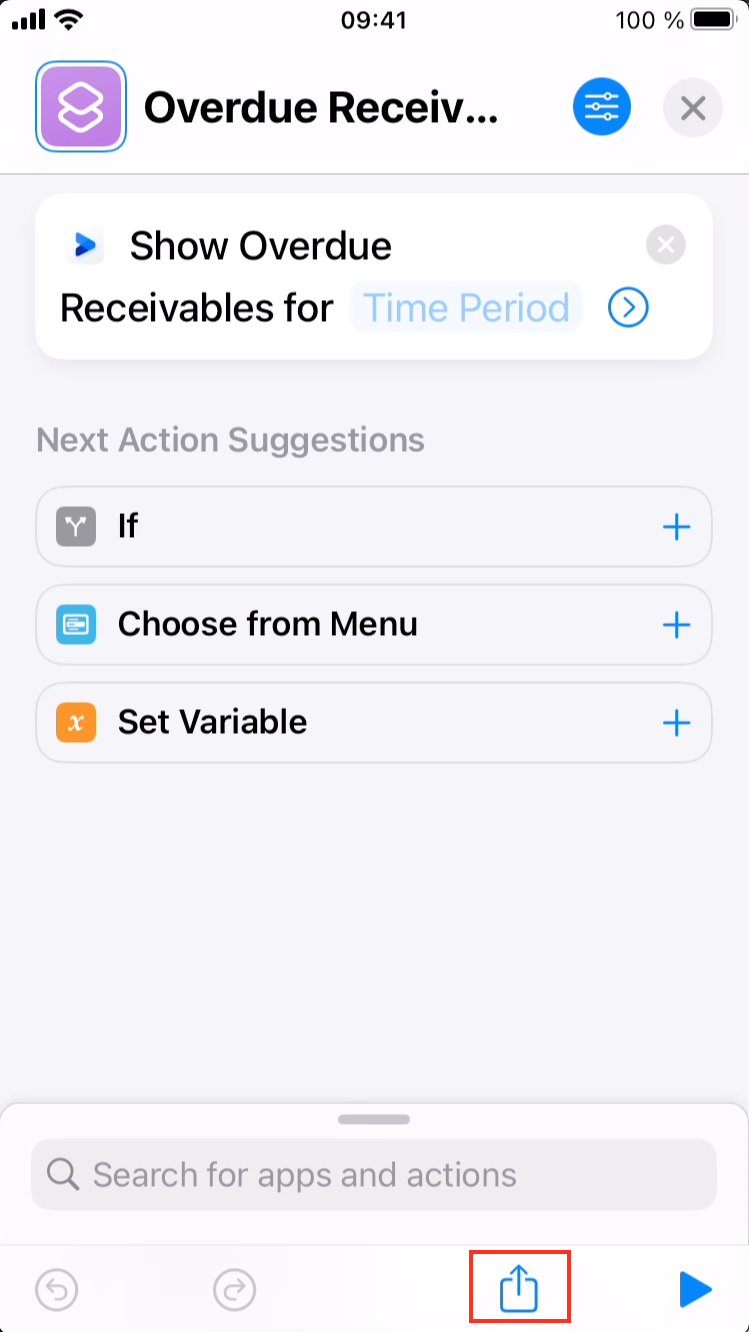 09:41
100 %
Overdue Receiv...
Show Overdue
Receivables for Time Period
Next Action Suggestions
If
Choose from Menu
x Set Variable
Search for apps and actions